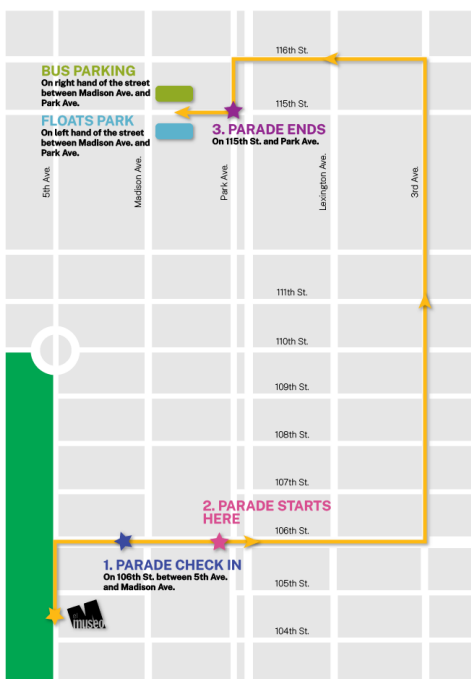 116th St.
BUS PARKING
On right hand of the street
between Madison Ave. and
Park Ave.
115th St.
FLOATS PARK
On left hand of the street
between Madison Ave. and
Park Ave.
3. PARADE ENDS
On 115th St. and Park Ave.
5th Ave.
Madison Ave.
Park Ave.
Lexington Ave.
3rd Ave.
111th St.
110th St.
109th St.
108th St.
107th St.
2. PARADE STARTS
HERE
106th St.
1. PARADE CHECK IN
On 106th St. between 5th Ave.
and Madison Ave.
105th St.
M
el museo
104th St.